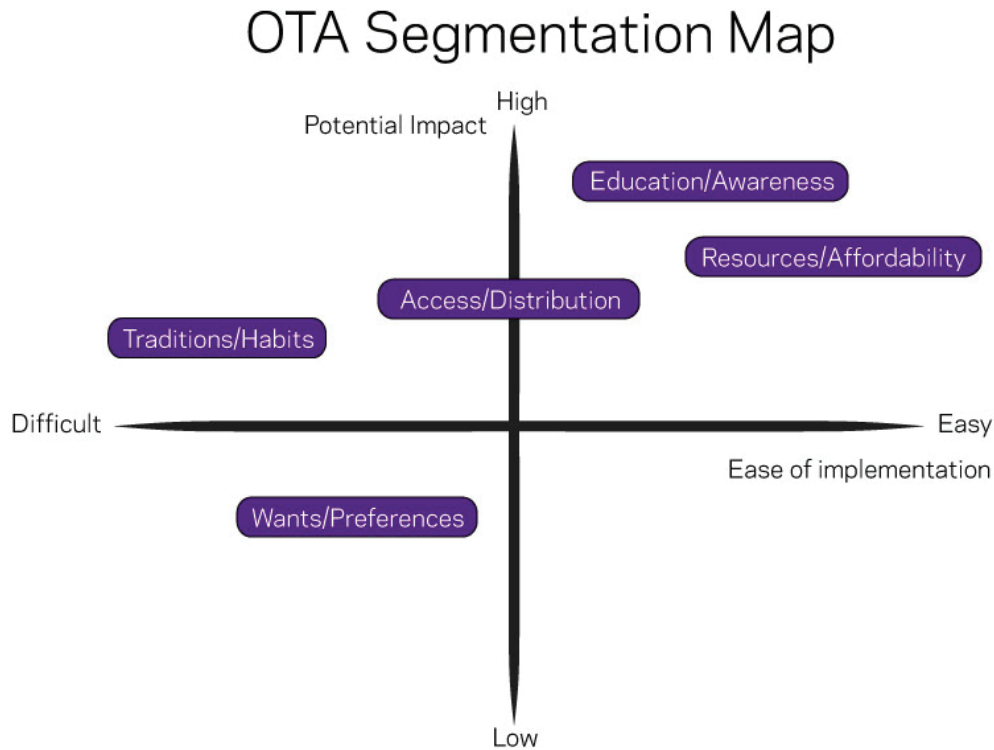 OTA Segmentation Map
High
Potential Impact
Education/Awareness
Resources/Affordability
Access/Distribution
Traditions/Habits
Difficult
Easy
Ease of implementation
Wants/Preferences
Low